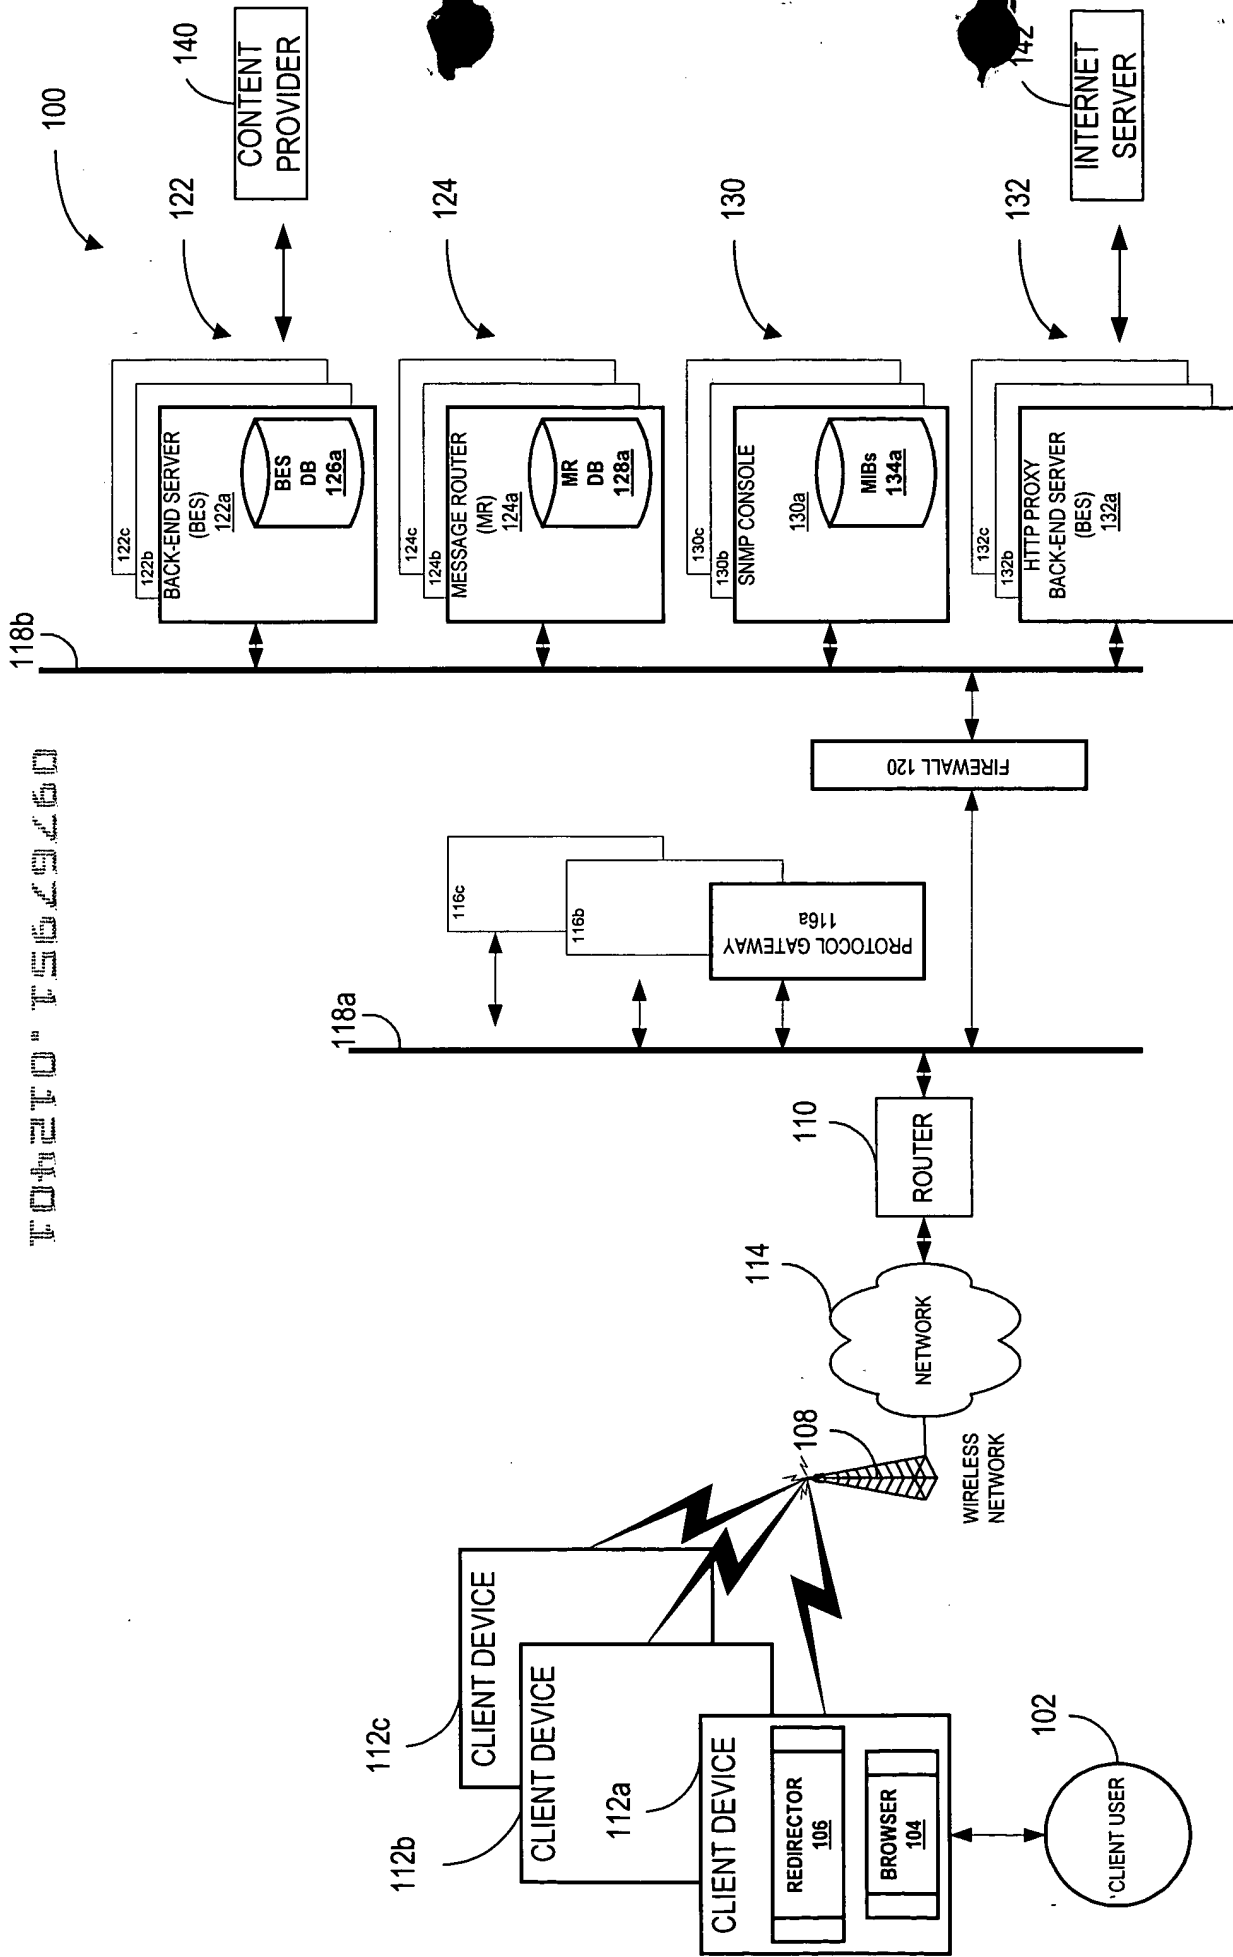 100
140
CONTENT
PROVIDER
142
INTERNET
SERVER
122
124
130
132
118b
122c
122b
BACK-END SERVER
(BES)
122a
BES
DB
126a
124c
124b
MESSAGE ROUTER
(MR)
124a
MR
DB
128a
130c
130b
SNMP CONSOLE
130a
MIBs
134a
132c
132b
HTTP PROXY
BACK-END SERVER
(BES)
132a
FIREWALL 120
116c
116b
PROTOCOL GATEWAY
116a
118a
110
ROUTER
114
NETWORK
108
WIRELESS
NETWORK
112c
CLIENT DEVICE
112b
CLIENT DEVICE
112a
CLIENT DEVICE
REDIRECTOR
106
BROWSER
104
102
CLIENT USER